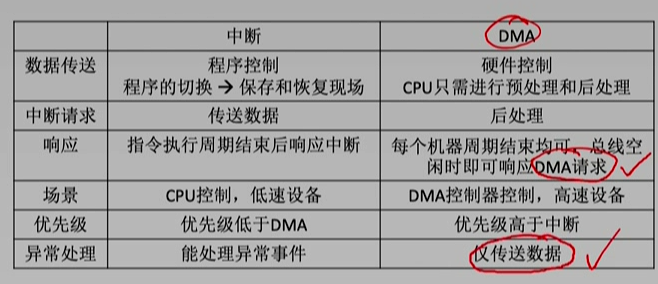 中断 DMA
数据传送 程序控制 硬件控制
程序的切换 → 保存和恢复现场 CPU只需进行预处理和后处理
中断请求 传送数据 后处理
响应 指令执行周期结束后响应中断 每个机器周期结束均可，总线空
闲时即可响应DMA请求
场景 CPU控制，低速设备 DMA控制器控制，高速设备
优先级 优先级低于DMA 优先级高于中断
异常处理 能处理异常事件 仅传送数据